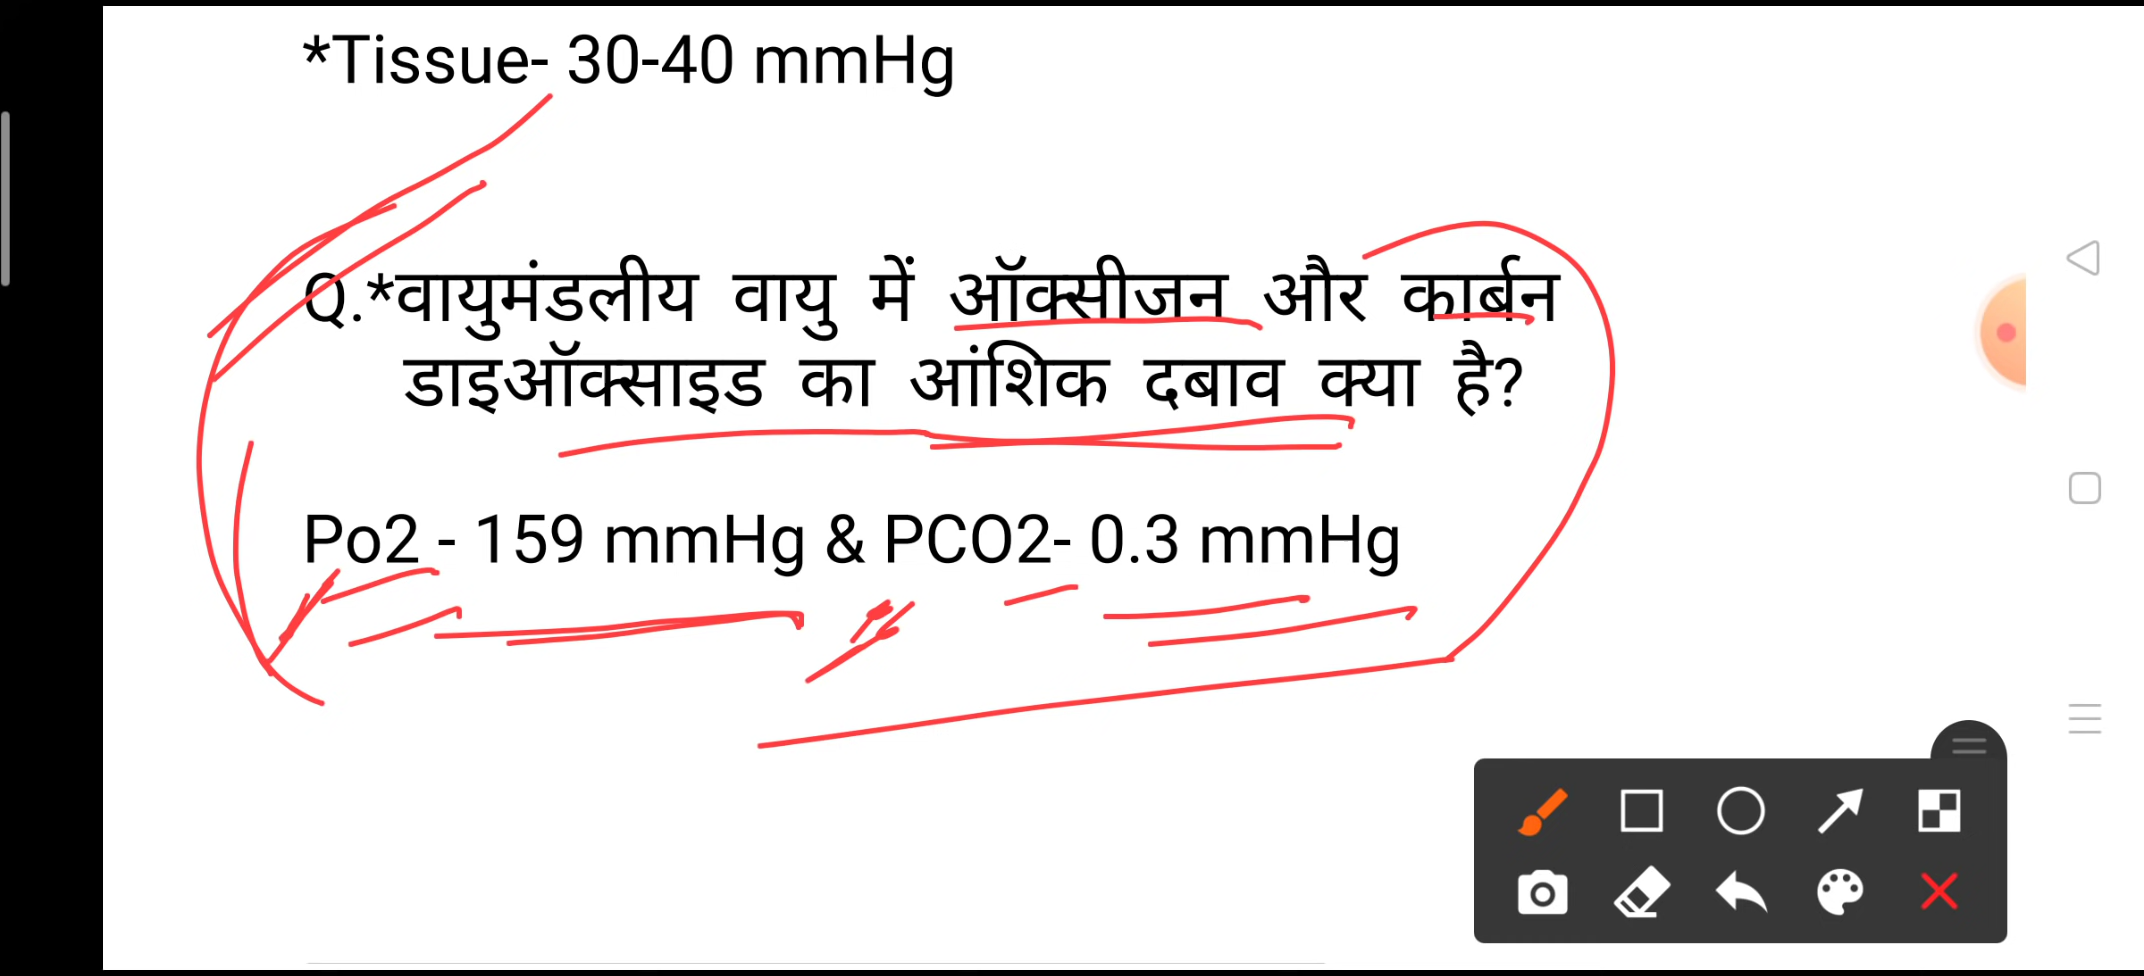 *Tissue- 30-40 mmHg
Q.*वायुमंडलीय वायु में ऑक्सीजन और कार्बन
डाइऑक्साइड का आंशिक दबाव क्या है?
Po2 - 159 mmHg & PCO2- 0.3 mmHg